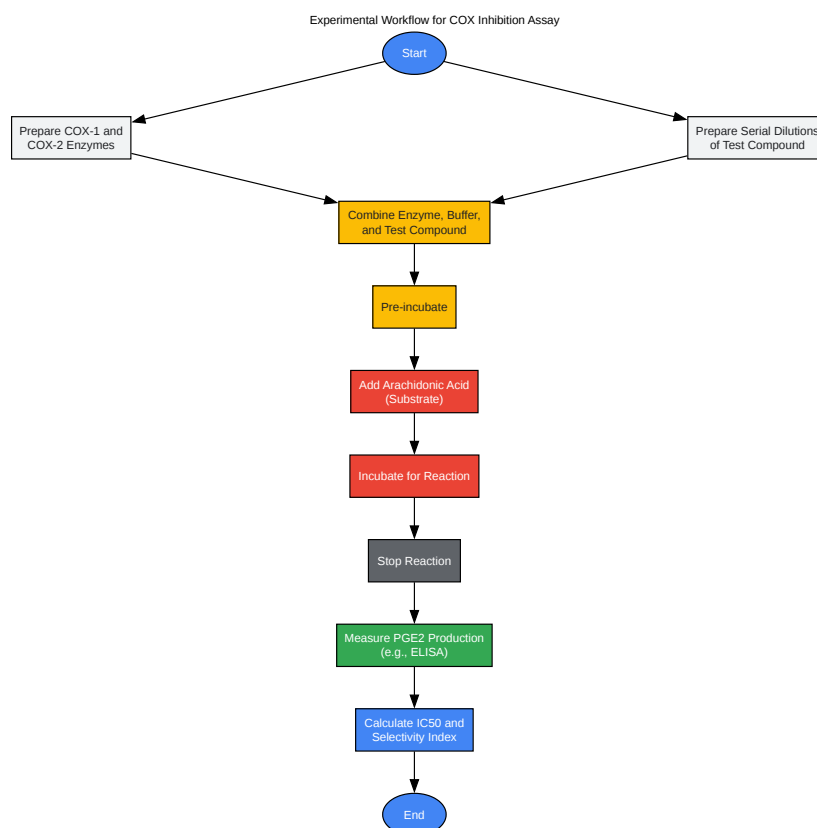 Experimental Workflow for COX Inhibition Assay
Start
Prepare COX-1 and
COX-2 Enzymes
Prepare Serial Dilutions
of Test Compound
Combine Enzyme, Buffer,
and Test Compound
Pre-incubate
Add Arachidonic Acid
(Substrate)
Incubate for Reaction
Stop Reaction
Measure PGE2 Production
(e.g., ELISA)
Calculate IC50 and
Selectivity Index
End